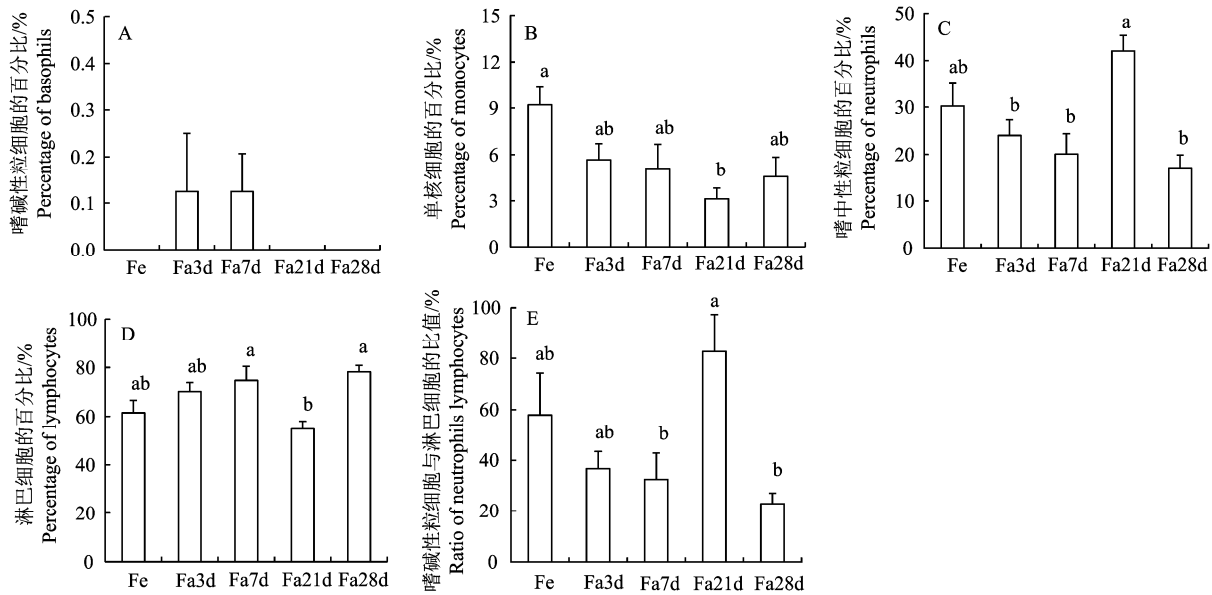 嗜碱性粒细胞的百分比/%
Percentage of basophils
A
0.5
0.4
0.3
0.2
0.1
0.0
Fe Fa3d Fa7d Fa21d Fa28d
单核细胞的百分比/%
Percentage of monocytes
B
15
12
9
6
3
0
a
ab
ab
b
ab
Fe Fa3d Fa7d Fa21d Fa28d
嗜中性粒细胞的百分比/%
Percentage of neutrophils
C
50
40
30
20
10
0
ab
b
b
a
b
Fe Fa3d Fa7d Fa21d Fa28d
淋巴细胞的百分比/%
Percentage of lymphocytes
D
100
80
60
40
20
0
ab
ab
a
b
a
Fe Fa3d Fa7d Fa21d Fa28d
嗜碱性粒细胞与淋巴细胞的比值/%
Ratio of neutrophils lymphocytes
E
100
80
60
40
20
0
ab
ab
b
a
b
Fe Fa3d Fa7d Fa21d Fa28d